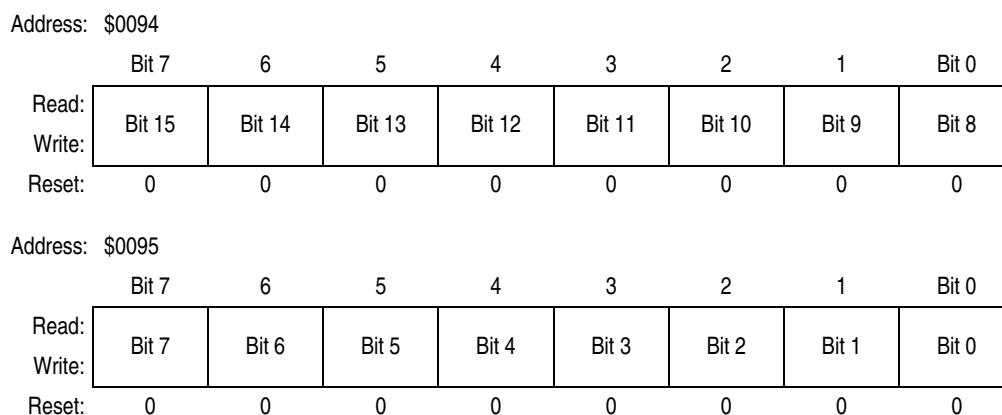 Address: $0094
Bit 7 6 5 4 3 2 1 Bit 0
Read:
Write:
Bit 15 Bit 14 Bit 13 Bit 12 Bit 11 Bit 10 Bit 9 Bit 8
Reset: 0 0 0 0 0 0 0 0
Address: $0095
Bit 7 6 5 4 3 2 1 Bit 0
Read:
Write:
Bit 7 Bit 6 Bit 5 Bit 4 Bit 3 Bit 2 Bit 1 Bit 0
Reset: 0 0 0 0 0 0 0 0